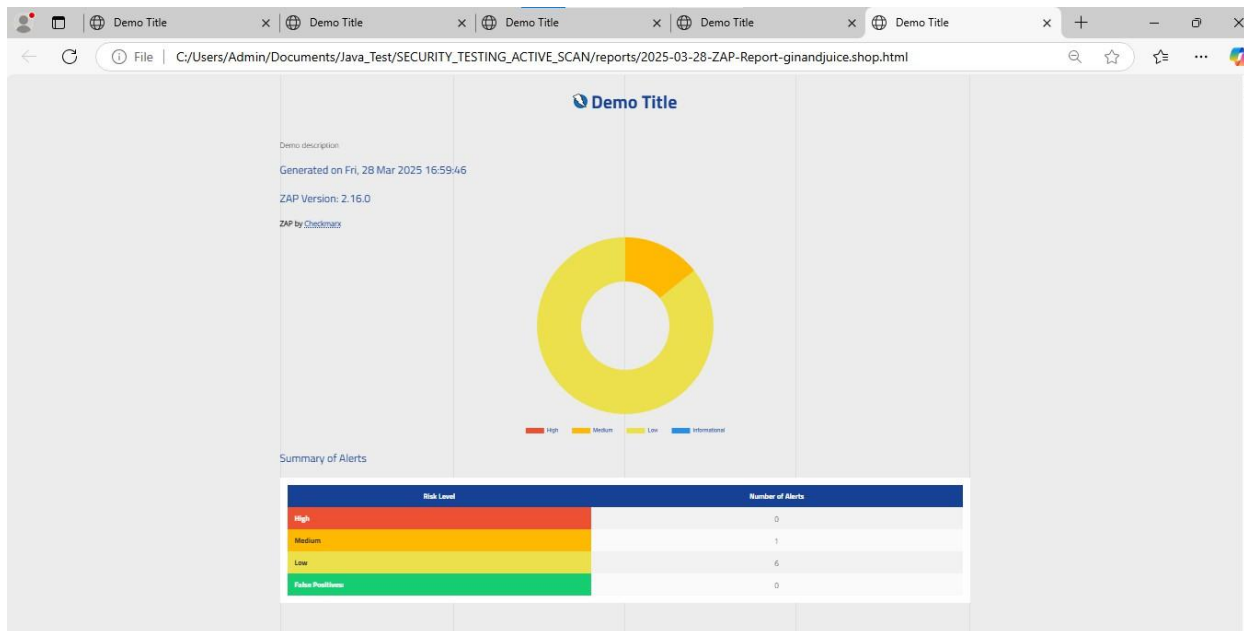 Demo Title Demo Title Demo Title Demo Title Demo Title
File C:/Users/Admin/Documents/Java_Test/SECURITY_TESTING_ACTIVE_SCAN/reports/2025-03-28-ZAP-Report-ginandjuice.shop.html
Demo Title
Demo description
Generated on Fri, 28 Mar 2025 16:59:46
ZAP Version: 2.16.0
ZAP by Checkmarx
High Medium Low Informational
Summary of Alerts
Risk Level Number of Alerts
High 0
Medium 1
Low 6
False Positives: 0